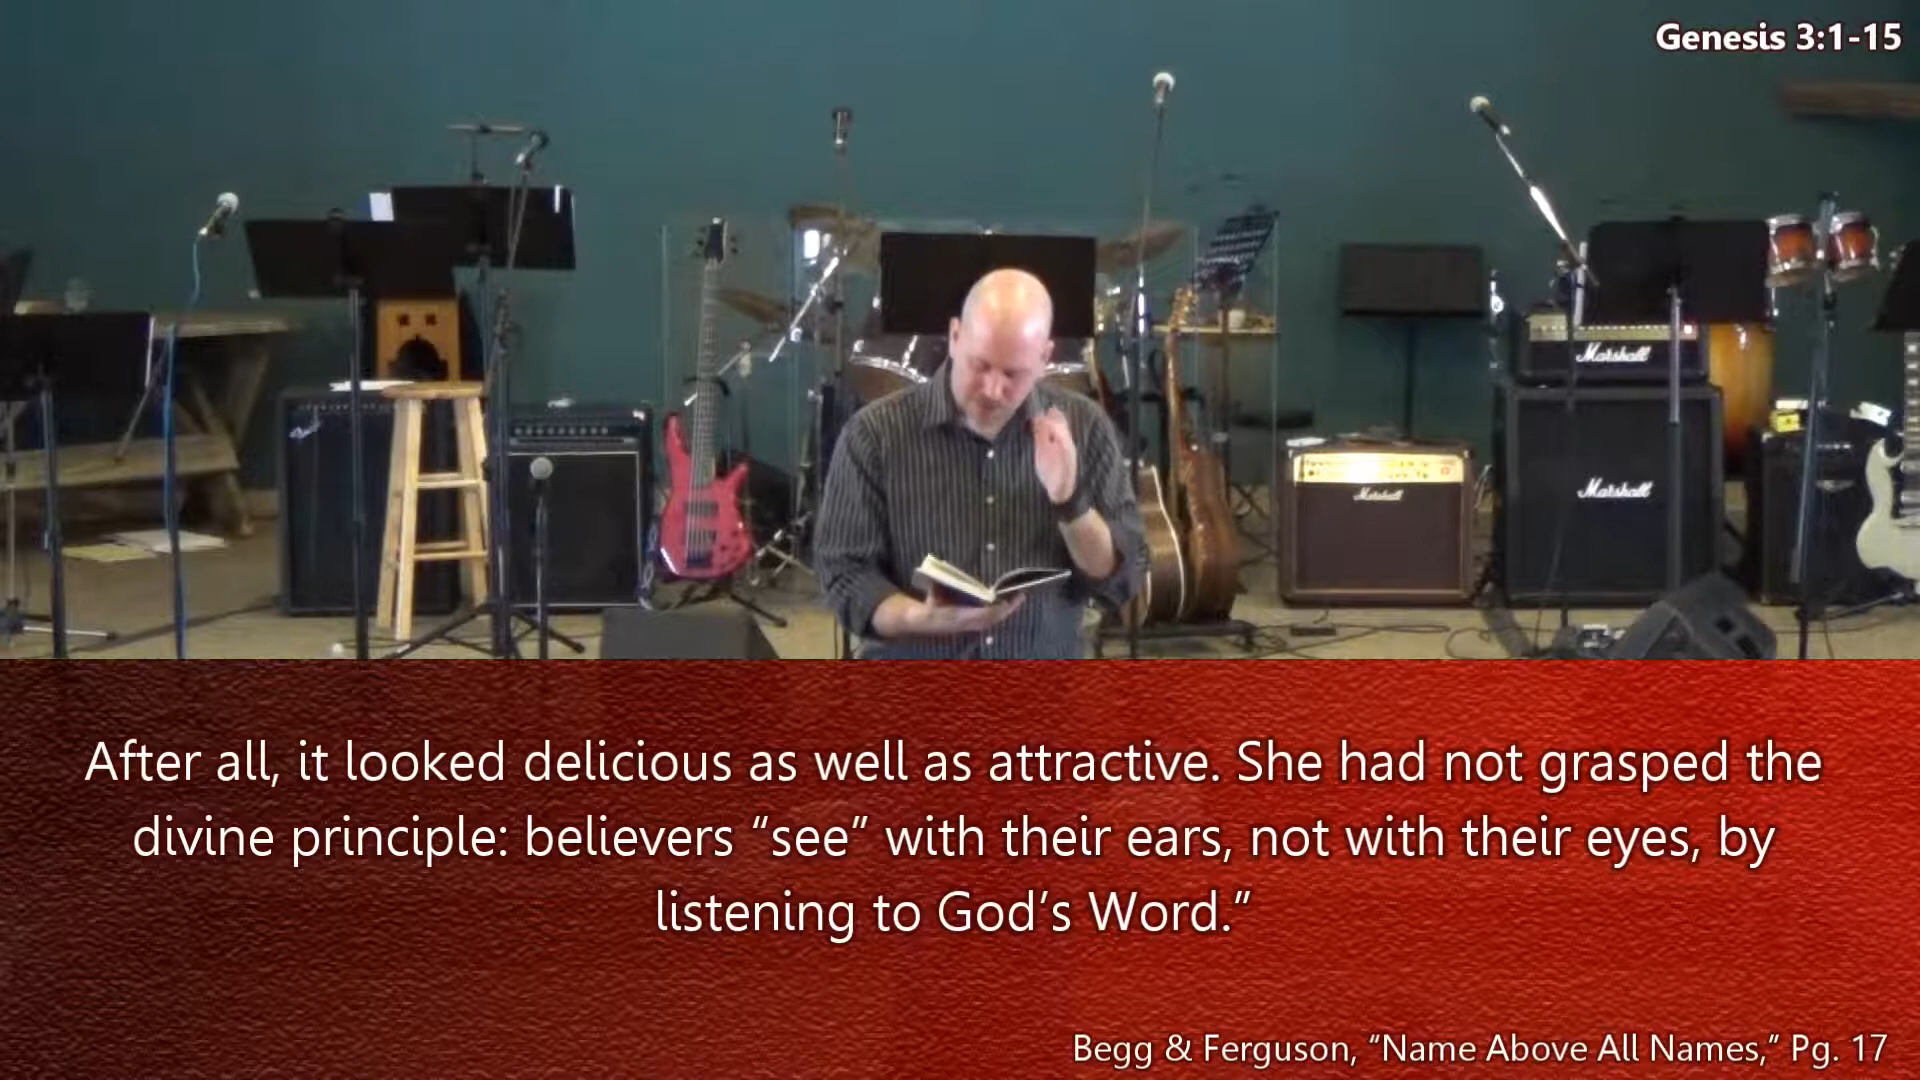 Genesis 3:1-15
Marshall
Marshall
Marshall
After all, it looked delicious as well as attractive. She had not grasped the
divine principle: believers “see” with their ears, not with their eyes, by
listening to God’s Word.”
Begg & Ferguson, “Name Above All Names,” Pg. 17